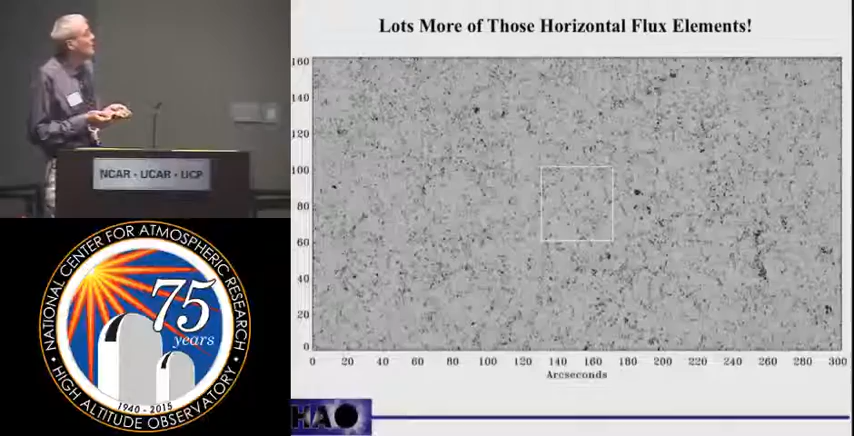 Lots More of Those Horizontal Flux Elements!
160
140
120
100
80
60
40
20
0
0 20 40 60 80 100 120 140 160 180 200 220 240 260 280 300
Arcseconds
NCAR · UCAR · UCP
NATIONAL CENTER FOR ATMOSPHERIC RESEARCH
75
years
1940 - 2015
HIGH ALTITUDE OBSERVATORY
HAO